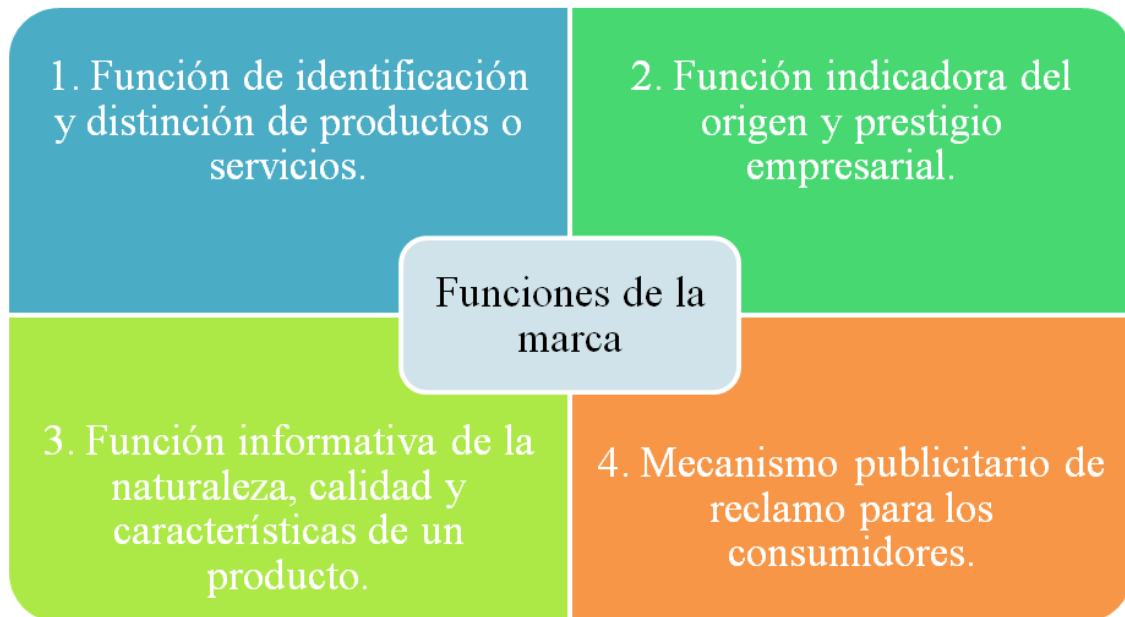 1. Función de identificación
y distinción de productos o
servicios.
2. Función indicadora del
origen y prestigio
empresarial.
Funciones de la
marca
3. Función informativa de la
naturaleza, calidad y
características de un
producto.
4. Mecanismo publicitario de
reclamo para los
consumidores.